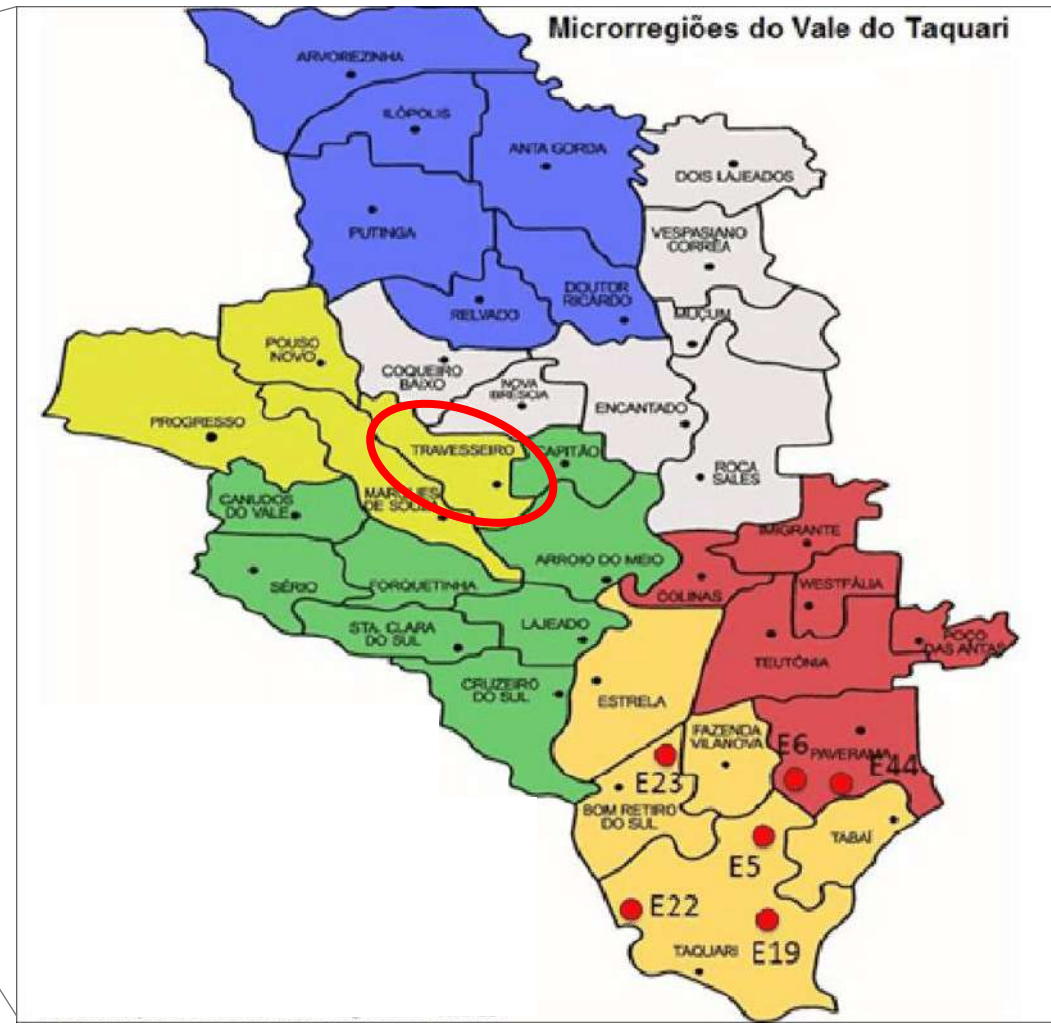 Microrregiões do Vale do Taquari
ARVOREZINHA
ILÓPOLIS
ANTA GORDA
DOIS LAJEADOS
PUTINGA
VESPASIANO
CORRÊA
DOUTOR
RICARDO
RELVADO
MUÇUM
POUSO
NOVO
COQUEIRO
BAIXO
NOVA
BRESCIA
ENCANTADO
PROGRESSO
TRAVESSEIRO
CAPITÃO
ROCA
SALES
MARQUES
DE SOUZA
CANUDOS
DO VALE
IMIGRANTE
ARROIO DO MEIO
SÉRIO
FORQUETINHA
COLINAS
WESTFÁLIA
STA. CLARA
DO SUL
LAJEADO
POÇO
DAS ANTAS
TEUTÔNIA
CRUZEIRO
DO SUL
ESTRELA
FAZENDA
VILANOVA
E6
PAVERAMA
E44
E23
BOM RETIRO
DO SUL
TABAÍ
E5
E22
TAQUARI
E19